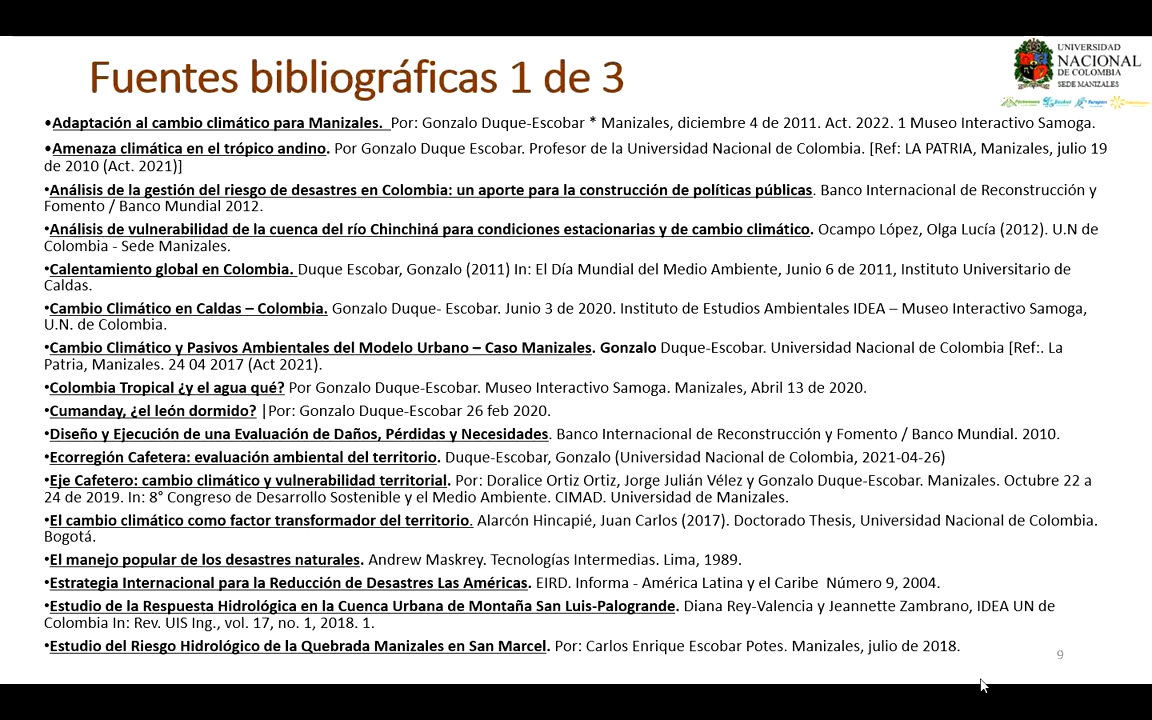 Fuentes bibliográficas 1 de 3
UNIVERSIDAD
NACIONAL
DE COLOMBIA
SEDE MANIZALES
•Adaptación al cambio climático para Manizales. Por: Gonzalo Duque-Escobar * Manizales, diciembre 4 de 2011. Act. 2022. 1 Museo Interactivo Samoga.
•Amenaza climática en el trópico andino. Por Gonzalo Duque Escobar. Profesor de la Universidad Nacional de Colombia. [Ref: LA PATRIA, Manizales, julio 19
de 2010 (Act. 2021)]
•Análisis de la gestión del riesgo de desastres en Colombia: un aporte para la construcción de políticas públicas. Banco Internacional de Reconstrucción y
Fomento / Banco Mundial 2012.
•Análisis de vulnerabilidad de la cuenca del río Chinchiná para condiciones estacionarias y de cambio climático. Ocampo López, Olga Lucía (2012). U.N de
Colombia - Sede Manizales.
•Calentamiento global en Colombia. Duque Escobar, Gonzalo (2011) In: El Día Mundial del Medio Ambiente, Junio 6 de 2011, Instituto Universitario de
Caldas.
•Cambio Climático en Caldas – Colombia. Gonzalo Duque- Escobar. Junio 3 de 2020. Instituto de Estudios Ambientales IDEA – Museo Interactivo Samoga,
U.N. de Colombia.
•Cambio Climático y Pasivos Ambientales del Modelo Urbano – Caso Manizales. Gonzalo Duque-Escobar. Universidad Nacional de Colombia [Ref:. La
Patria, Manizales. 24 04 2017 (Act 2021).
•Colombia Tropical ¿y el agua qué? Por Gonzalo Duque-Escobar. Museo Interactivo Samoga. Manizales, Abril 13 de 2020.
•Cumanday, ¿el león dormido? |Por: Gonzalo Duque-Escobar 26 feb 2020.
•Diseño y Ejecución de una Evaluación de Daños, Pérdidas y Necesidades. Banco Internacional de Reconstrucción y Fomento / Banco Mundial. 2010.
•Ecorregión Cafetera: evaluación ambiental del territorio. Duque-Escobar, Gonzalo (Universidad Nacional de Colombia, 2021-04-26)
•Eje Cafetero: cambio climático y vulnerabilidad territorial. Por: Doralice Ortiz Ortiz, Jorge Julián Vélez y Gonzalo Duque-Escobar. Manizales. Octubre 22 a
24 de 2019. In: 8° Congreso de Desarrollo Sostenible y el Medio Ambiente. CIMAD. Universidad de Manizales.
•El cambio climático como factor transformador del territorio. Alarcón Hincapié, Juan Carlos (2017). Doctorado Thesis, Universidad Nacional de Colombia.
Bogotá.
•El manejo popular de los desastres naturales. Andrew Maskrey. Tecnologías Intermedias. Lima, 1989.
•Estrategia Internacional para la Reducción de Desastres Las Américas. EIRD. Informa - América Latina y el Caribe  Número 9, 2004.
•Estudio de la Respuesta Hidrológica en la Cuenca Urbana de Montaña San Luis-Palogrande. Diana Rey-Valencia y Jeannette Zambrano, IDEA UN de
Colombia In: Rev. UIS Ing., vol. 17, no. 1, 2018. 1.
•Estudio del Riesgo Hidrológico de la Quebrada Manizales en San Marcel. Por: Carlos Enrique Escobar Potes. Manizales, julio de 2018.
9